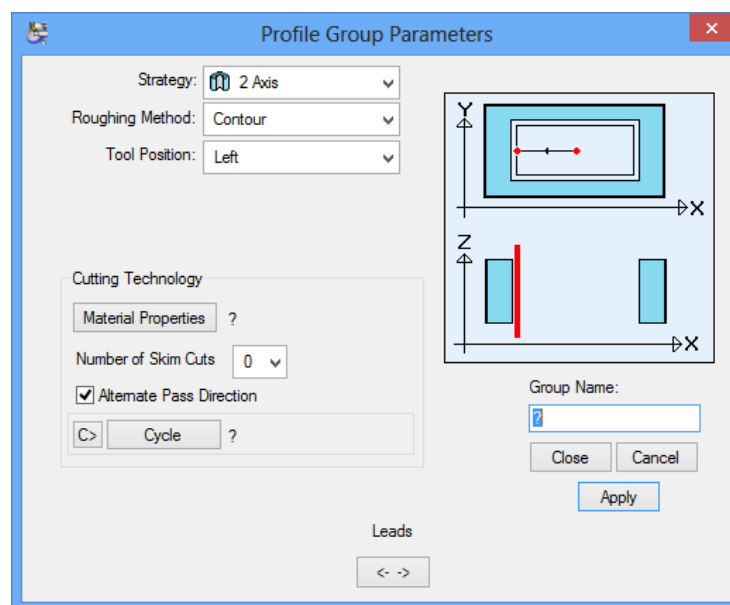 Profile Group Parameters
Strategy: 2 Axis
Roughing Method: Contour
Tool Position: Left
Y
X
Z
X
Cutting Technology
Material Properties ?
Number of Skim Cuts 0
Alternate Pass Direction
C> Cycle ?
Group Name:
?
Close Cancel
Apply
Leads
<- ->